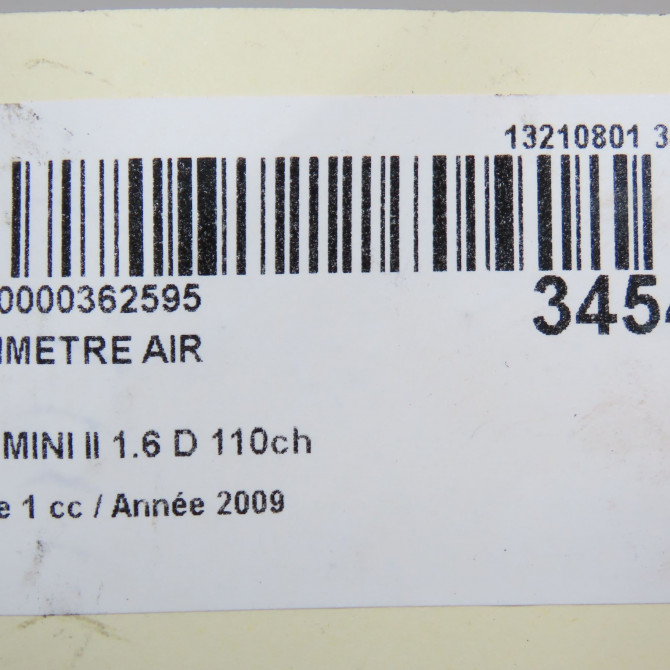 13210801 3
0000362595
3454
IMETRE AIR
MINI II 1.6 D 110ch
e 1 cc / Année 2009